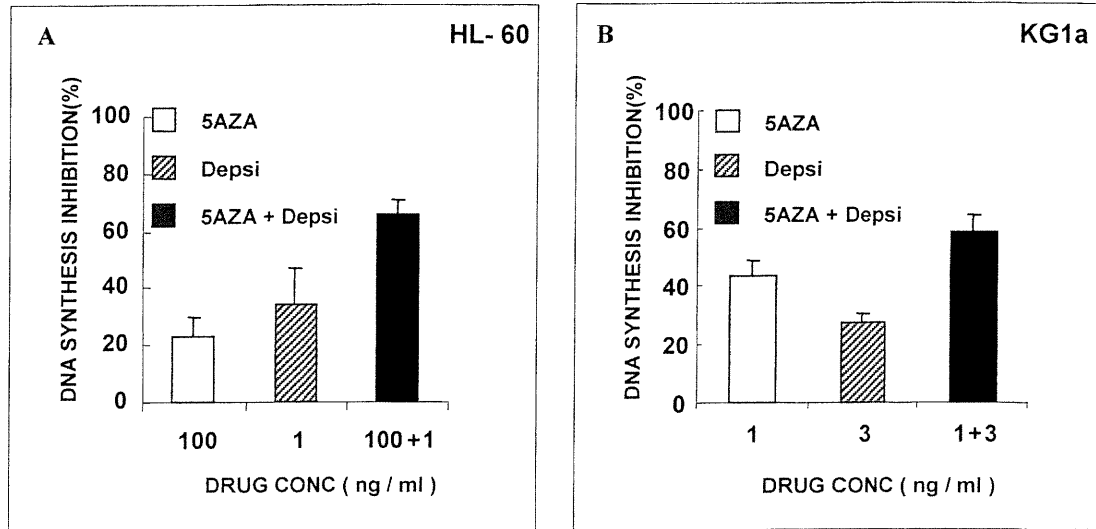 A
HL- 60
DNA SYNTHESIS INHIBITION(%)
100
80
60
40
20
0
5AZA
Depsi
5AZA + Depsi
100
1
100+1
DRUG CONC ( ng / ml )
B
KG1a
DNA SYNTHESIS INHIBITION(%)
100
80
60
40
20
0
5AZA
Depsi
5AZA + Depsi
1
3
1+3
DRUG CONC ( ng / ml )